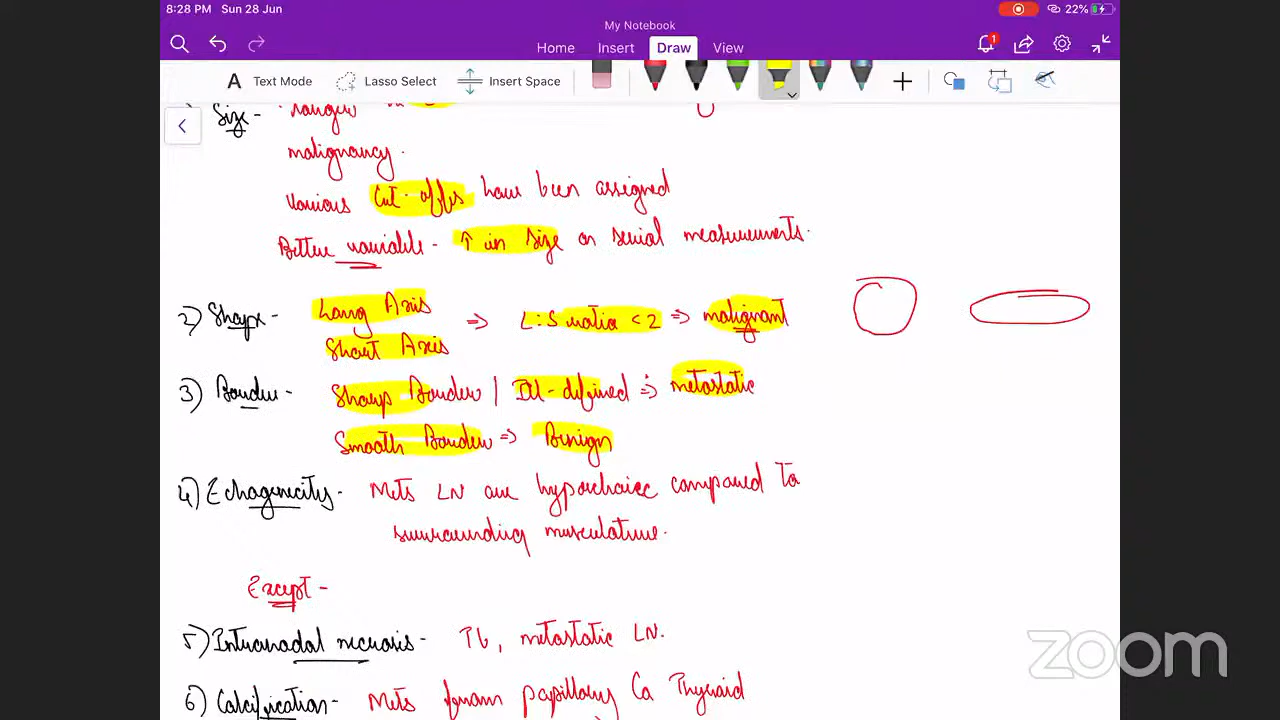 8:28 PM Sun 28 Jun
22%
My Notebook
Home Insert Draw View
1
Text Mode Lasso Select Insert Space
Size -
malignancy.
various cut-offs have been assigned
Better variable - ↑ in size on serial measurements.
2) Shape - Long Axis
Short Axis
⇒ L:S ratio <2 ⇒ malignant
3) Border - Sharp Border | Ill-defined ⇒ metastatic
Smooth Border ⇒ Benign
4) Echogenicity - Mets LN are hypoechoic compared to
surrounding musculature.
Except -
5) Intranodal necrosis - Tb, metastatic LN.
6) Calcification - Mets from papillary Ca Thyroid
zoom